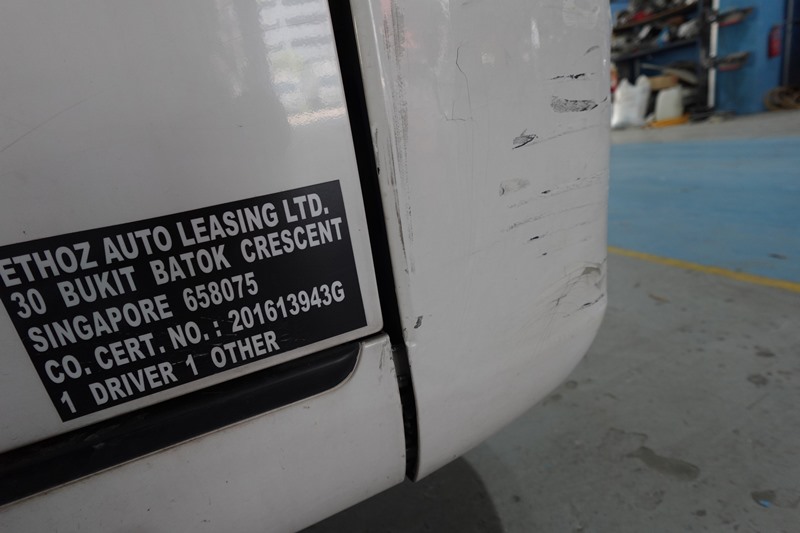 ETHOZ AUTO LEASING LTD.
30 BUKIT BATOK CRESCENT
SINGAPORE 658075
CO. CERT. NO. : 201613943G
1 DRIVER 1 OTHER